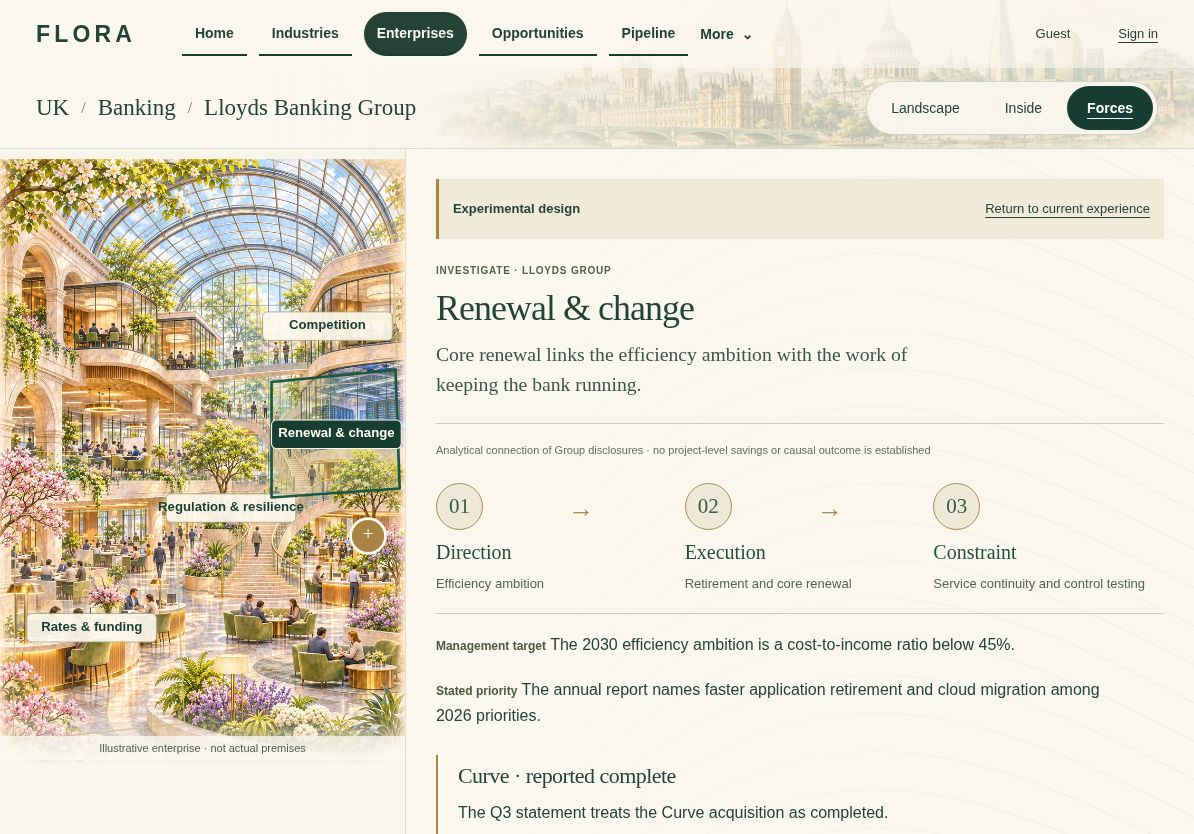 FLORA
Home
Industries
Enterprises
Opportunities
Pipeline
More
Guest
Sign in
UK / Banking / Lloyds Banking Group
Landscape
Inside
Forces
Competition
Renewal & change
Regulation & resilience
+
Rates & funding
Illustrative enterprise · not actual premises
Experimental design
Return to current experience
INVESTIGATE · LLOYDS GROUP
Renewal & change
Core renewal links the efficiency ambition with the work of
keeping the bank running.
Analytical connection of Group disclosures · no project-level savings or causal outcome is established
01 → 02 → 03
Direction
Execution
Constraint
Efficiency ambition
Retirement and core renewal
Service continuity and control testing
Management target The 2030 efficiency ambition is a cost-to-income ratio below 45%.
Stated priority The annual report names faster application retirement and cloud migration among
2026 priorities.
Curve · reported complete
The Q3 statement treats the Curve acquisition as completed.